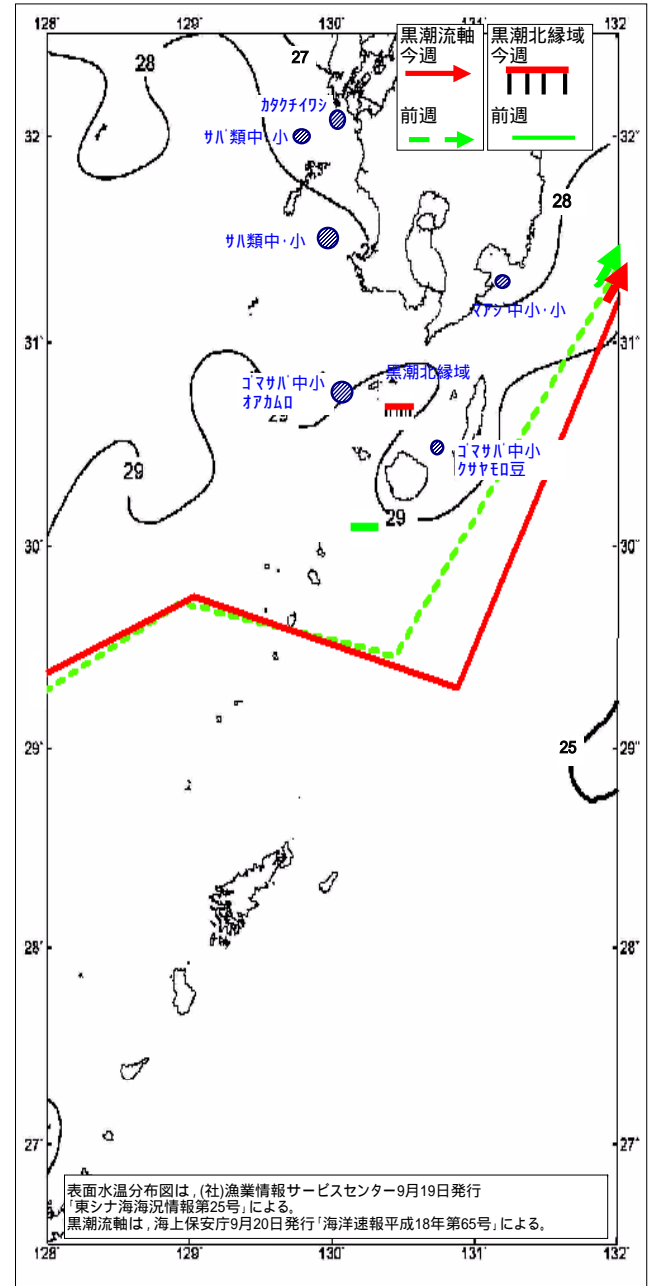 128° 129° 130° 131° 132°
黒潮流軸
今週
前週
黒潮北縁域
今週
前週
28
27
カタクチイワシ
32° 32°
サバ類中・小
28
サバ類中・小
31° 31°
マアジ中小・小
ゴマサバ中小
オアカムロ
29
黒潮北縁域
29
ゴマサバ中小
クサヤモロ豆
29
30° 30°
29° 29°
25
28° 28°
27° 27°
表面水温分布図は，(社)漁業情報サービスセンター9月19日発行
「東シナ海海況情報第25号」による。
黒潮流軸は，海上保安庁9月20日発行「海洋速報平成18年第65号」による。
128° 129° 130° 131° 132°